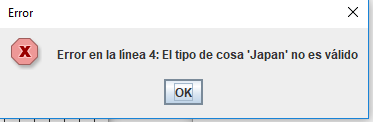 Error
Error en la línea 4: El tipo de cosa 'Japan' no es válido
OK